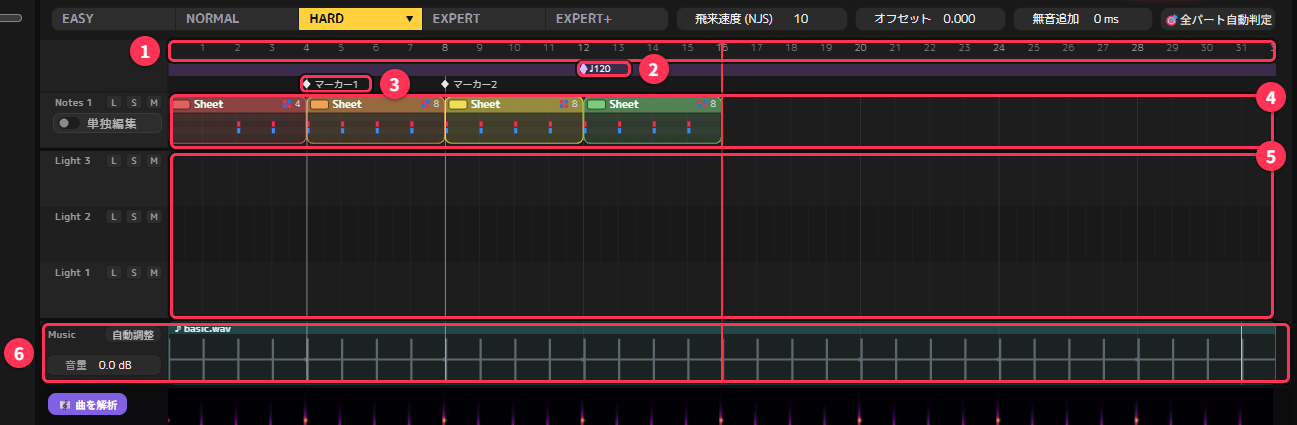 EASY NORMAL HARD ▼ EXPERT EXPERT+ 飛来速度 (NJS) 10 オフセット 0.000 無音追加 0 ms 全パート自動判定
1
1 2 3 4 5 6 7 8 9 10 11 12 13 14 15 16 17 18 19 20 21 22 23 24 25 26 27 28 29 30 31
♩120 2
マーカー1 3 マーカー2
Notes 1 L S M Sheet 4 Sheet 8 Sheet 8 Sheet 8 4
単独編集
5
Light 3 L S M
Light 2 L S M
Light 1 L S M
♪ basic.wav
Music 自動調整
6
音量 0.0 dB
曲を解析